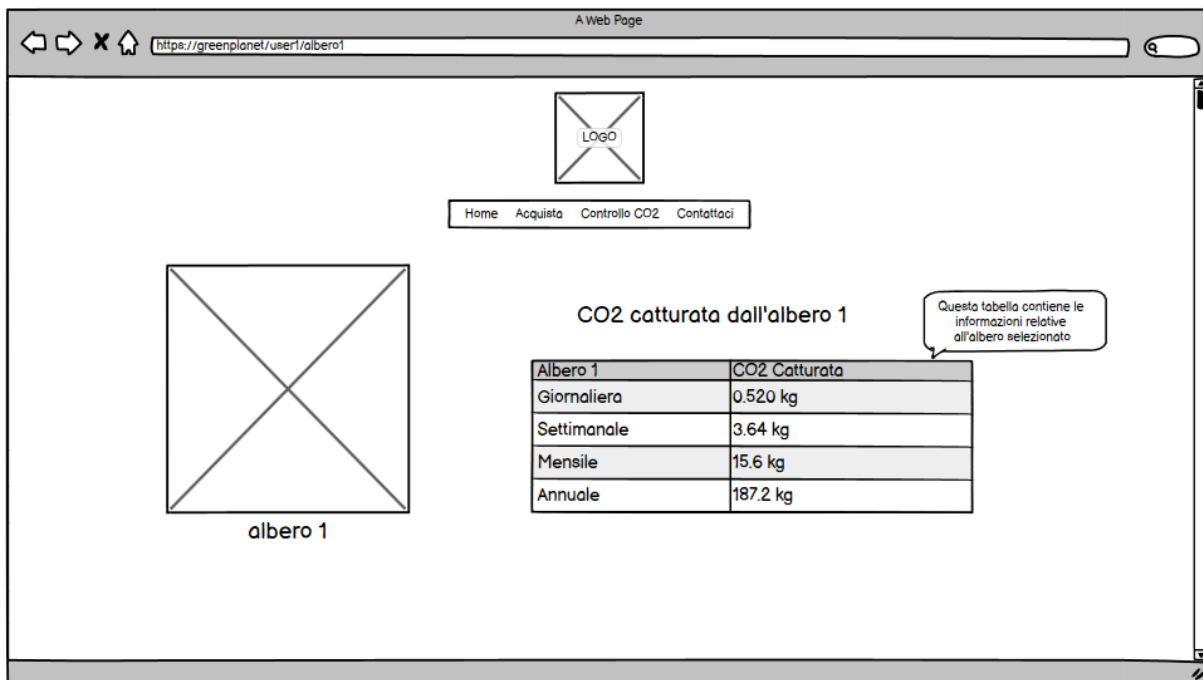 A Web Page
https://greenplanet/user1/albero1
LOGO
Home Acquista Controllo CO2 Contattaci
albero 1
CO2 catturata dall'albero 1
Questa tabella contiene le
informazioni relative
all'albero selezionato
Albero 1 CO2 Catturata
Giornaliera 0.520 kg
Settimanale 3.64 kg
Mensile 15.6 kg
Annuale 187.2 kg